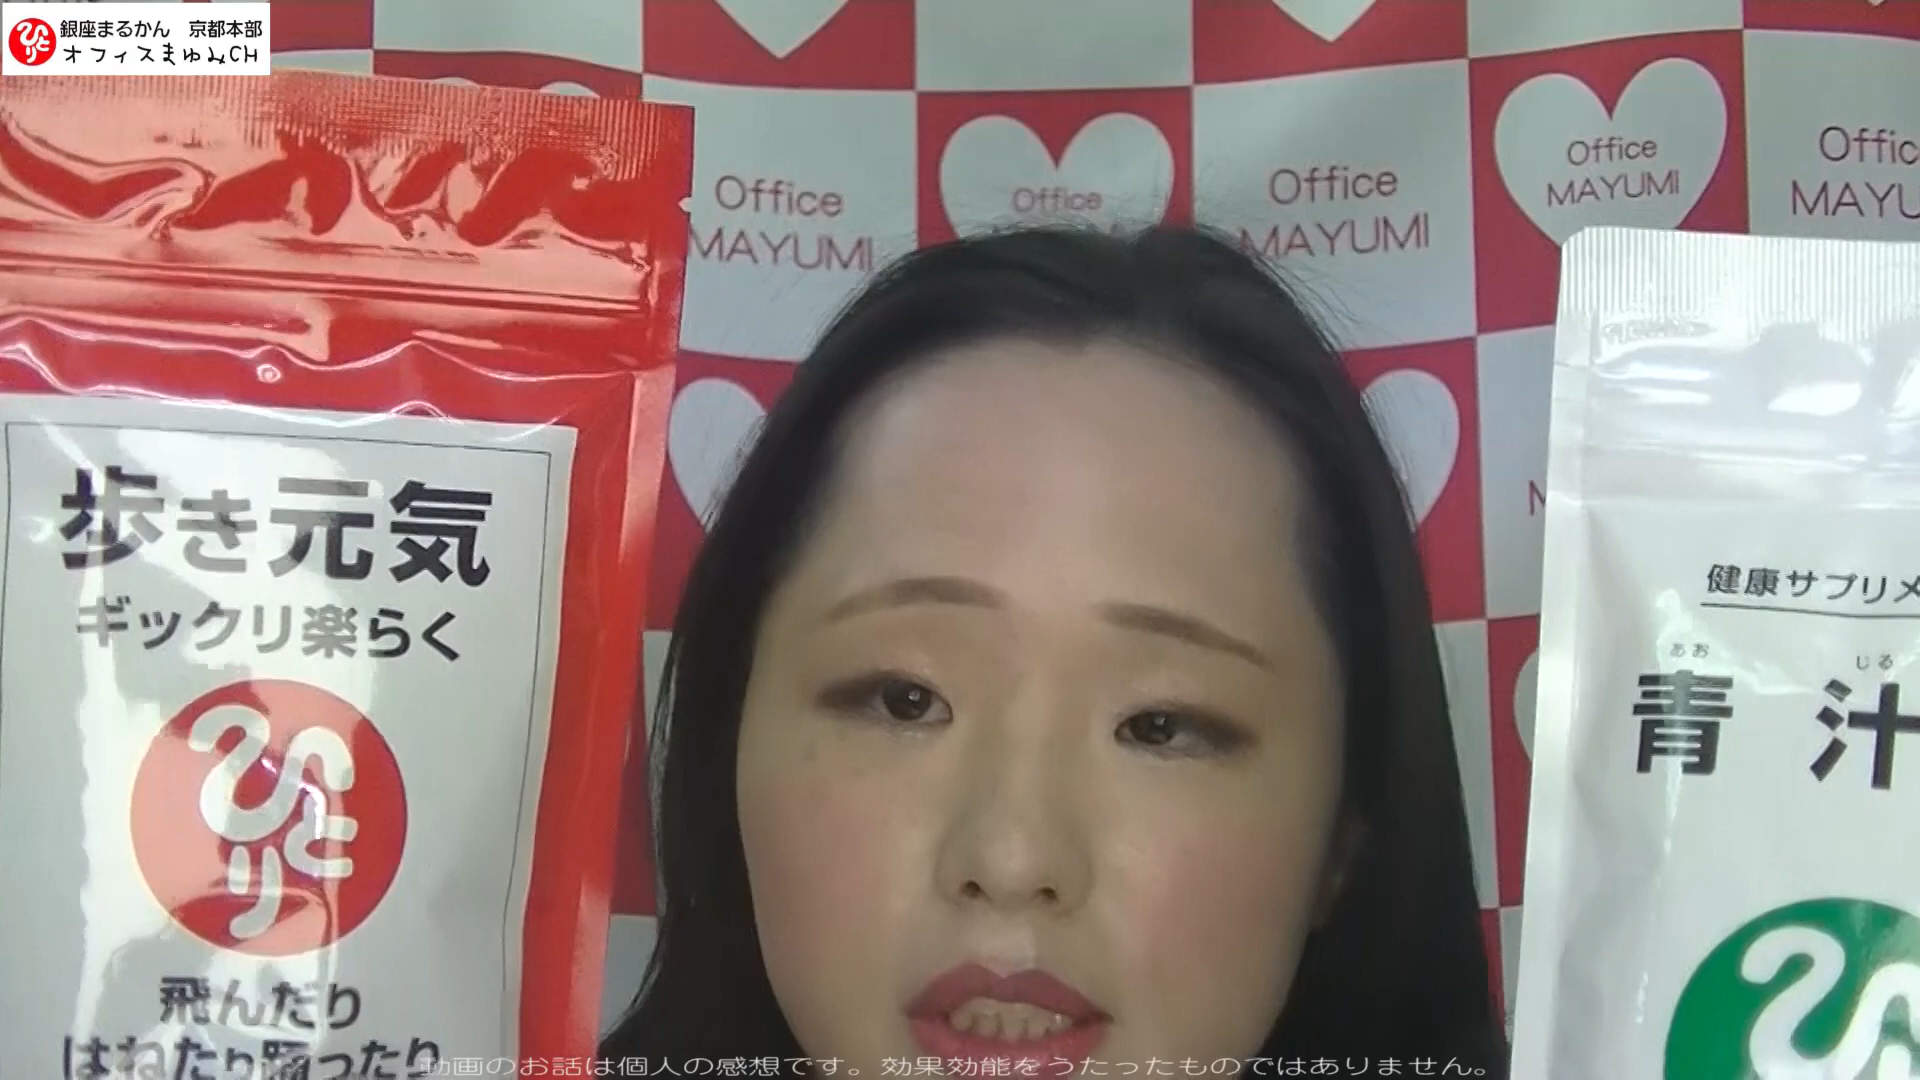 銀座まるかん 京都本部
オフィスまゆみCH
Office
MAYUMI
Office
Office
MAYUMI
Office
MAYUMI
歩き元気
ギックリ楽らく
ひとり
飛んだり
はねたり踊ったり
健康サプリメ
あお じる
青汁
動画のお話は個人の感想です。効果効能をうたったものではありません。